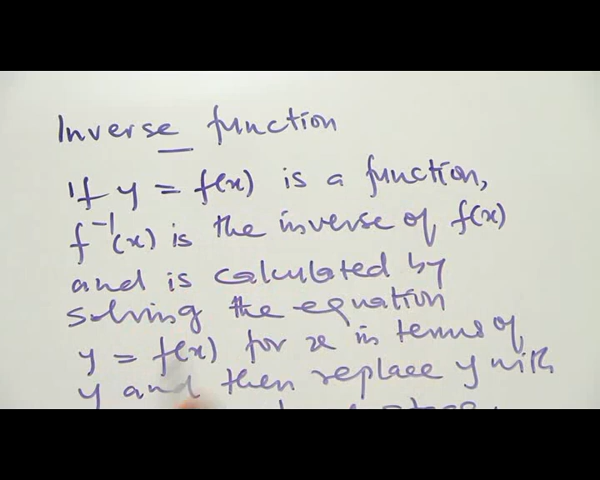 Inverse function
If y = f(x) is a function,
f⁻¹(x) is the inverse of f(x)
and is calculated by
solving the equation
y = f(x) for x in terms of
y and then replace y with